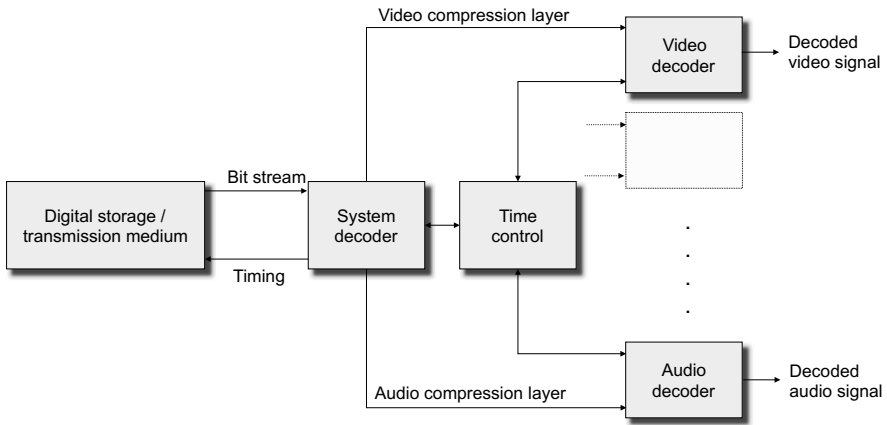 Video compression layer
Video
decoder
Decoded
video signal
Bit stream
Digital storage /
transmission medium
System
decoder
Time
control
Timing
Audio compression layer
Audio
decoder
Decoded
audio signal